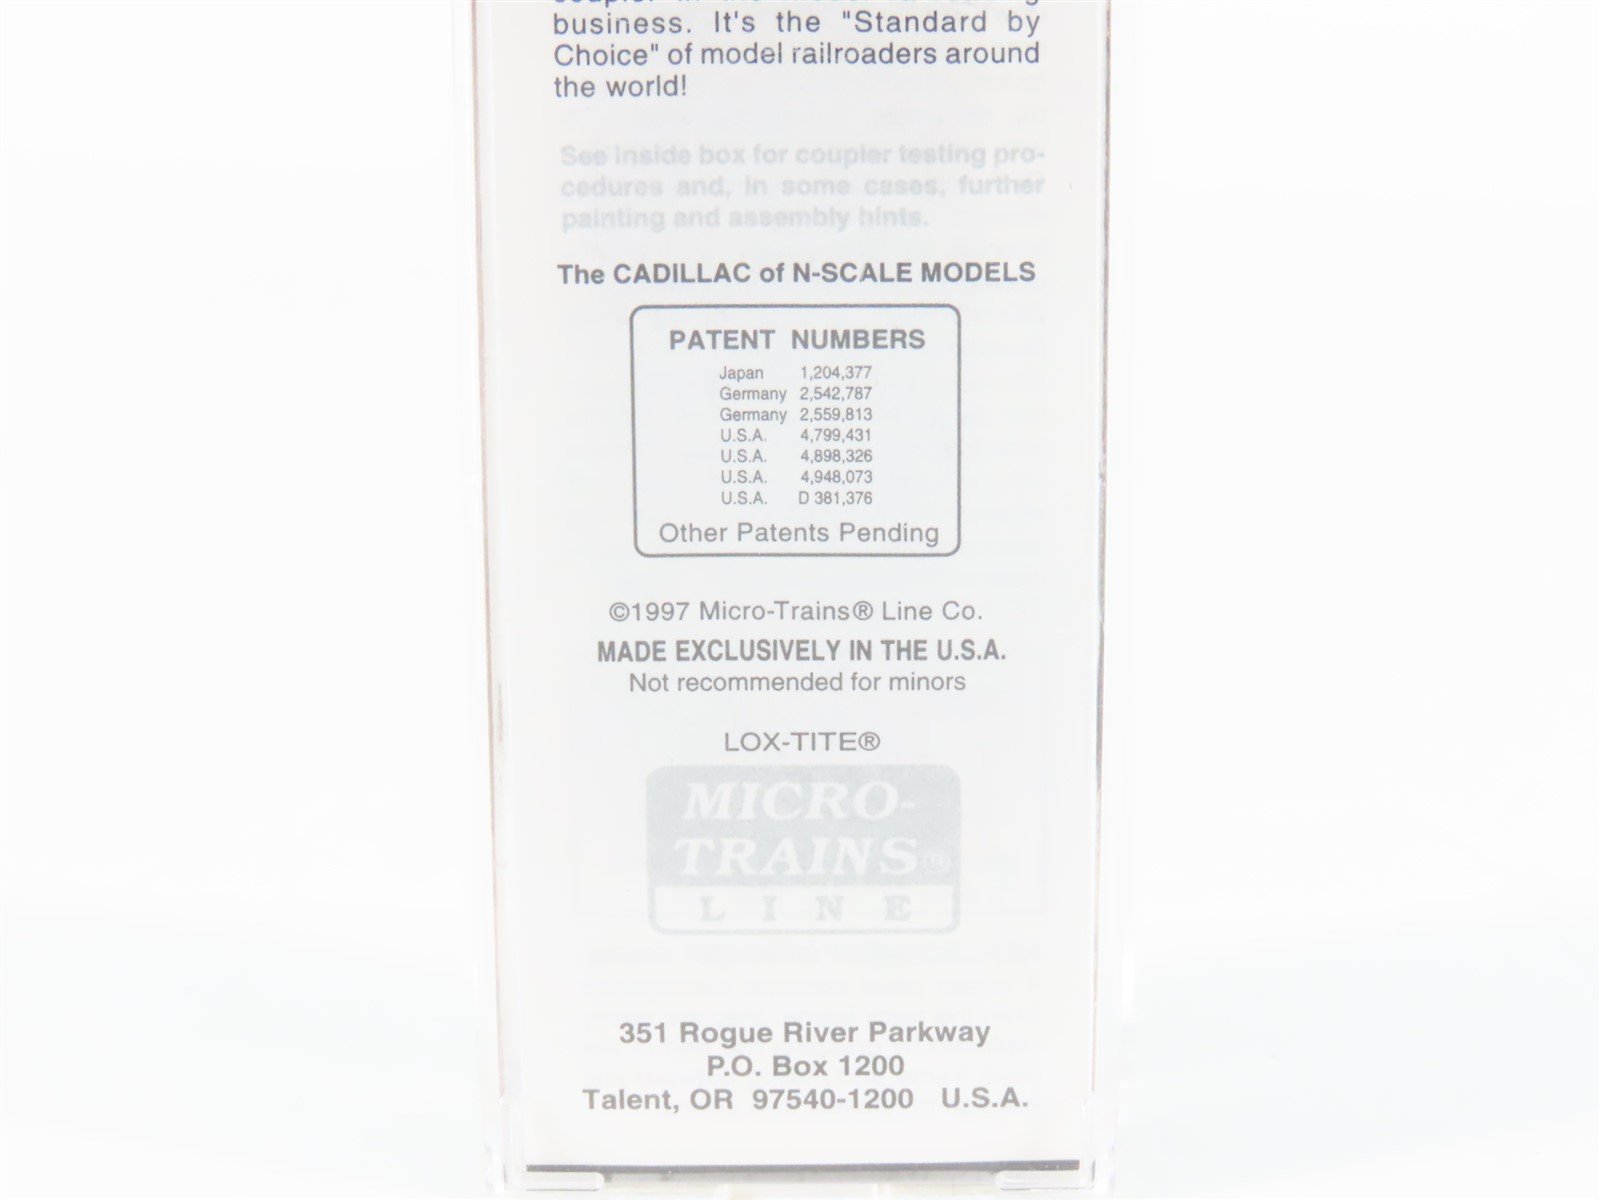 business. It's the "Standard by
Choice" of model railroaders around
the world!
See inside box for coupler testing pro-
cedures and, in some cases, further
painting and assembly hints.
The CADILLAC of N-SCALE MODELS
PATENT NUMBERS
Japan 1,204,377
Germany 2,542,787
Germany 2,559,813
U.S.A. 4,799,431
U.S.A. 4,898,326
U.S.A. 4,948,073
U.S.A. D 381,376
Other Patents Pending
©1997 Micro-Trains® Line Co.
MADE EXCLUSIVELY IN THE U.S.A.
Not recommended for minors
LOX-TITE®
MICRO-
TRAINS®
LINE
351 Rogue River Parkway
P.O. Box 1200
Talent, OR 97540-1200 U.S.A.